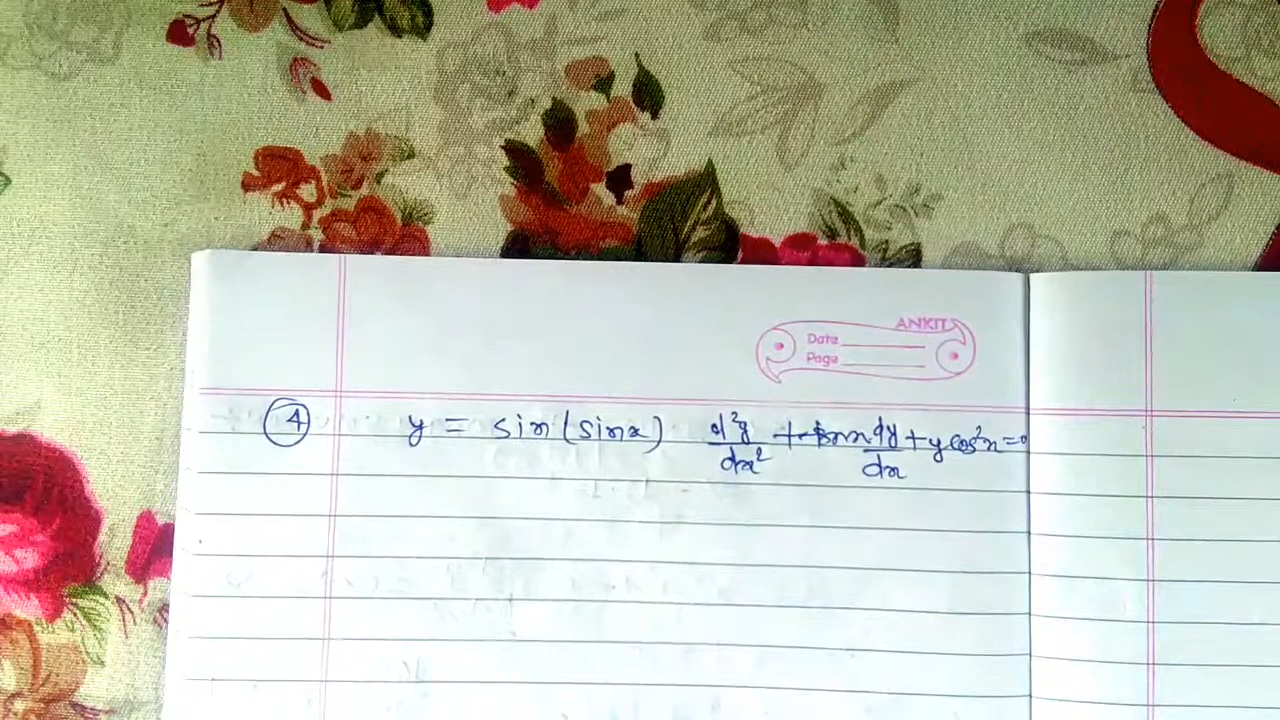 ANKIT
Date
Page
4 y = sin(sinx) d²y/dx² + tanx dy/dx + y cos²x = 0